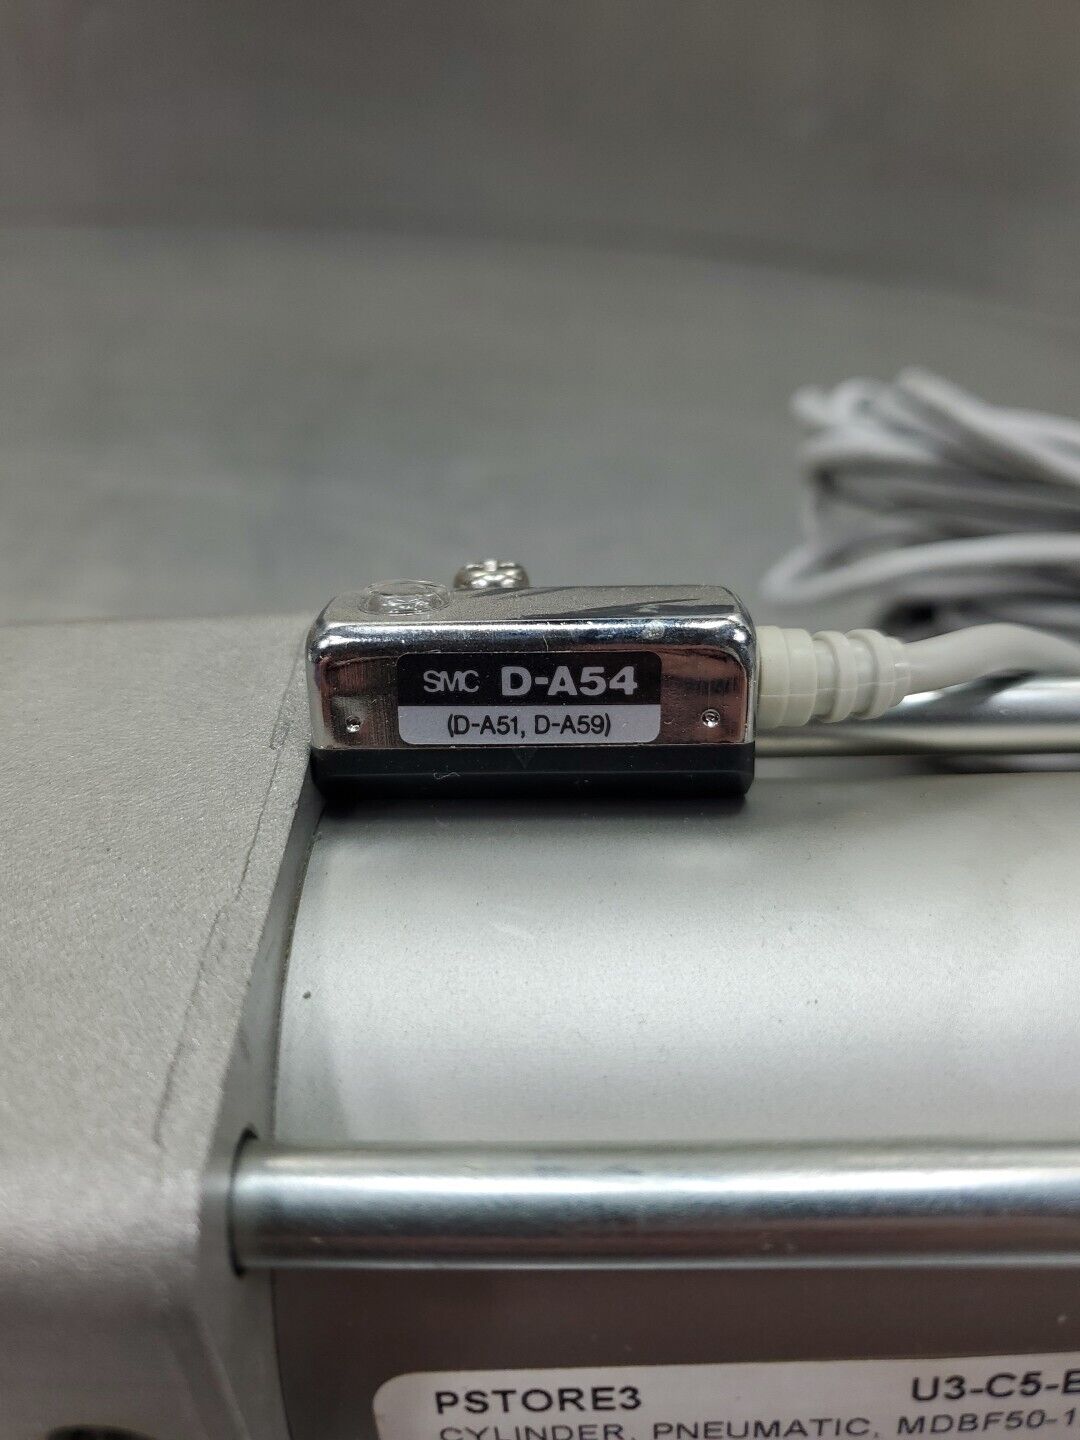 SMC D-A54
(D-A51, D-A59)
PSTORE3 U3-C5-E
CYLINDER, PNEUMATIC, MDBF50-1